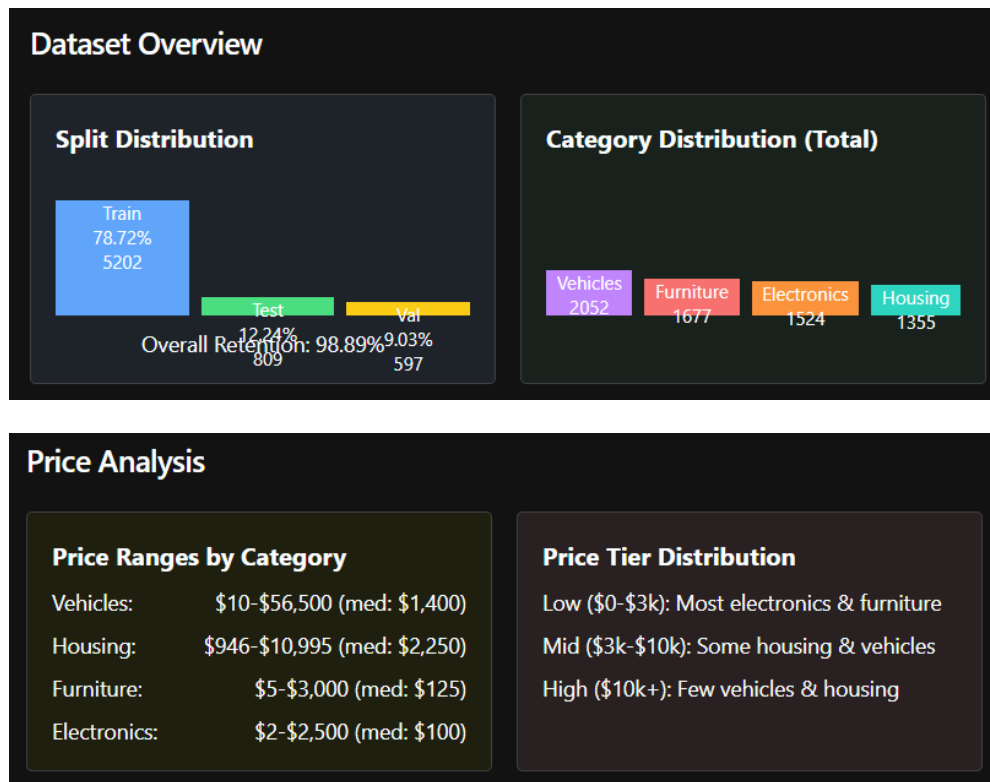 Dataset Overview
Split Distribution
Train
78.72%
5202
Test
12.24%
809
Val
9.03%
597
Overall Retention: 98.89%
Category Distribution (Total)
Vehicles
2052
Furniture
1677
Electronics
1524
Housing
1355
Price Analysis
Price Ranges by Category
Vehicles: $10-$56,500 (med: $1,400)
Housing: $946-$10,995 (med: $2,250)
Furniture: $5-$3,000 (med: $125)
Electronics: $2-$2,500 (med: $100)
Price Tier Distribution
Low ($0-$3k): Most electronics & furniture
Mid ($3k-$10k): Some housing & vehicles
High ($10k+): Few vehicles & housing